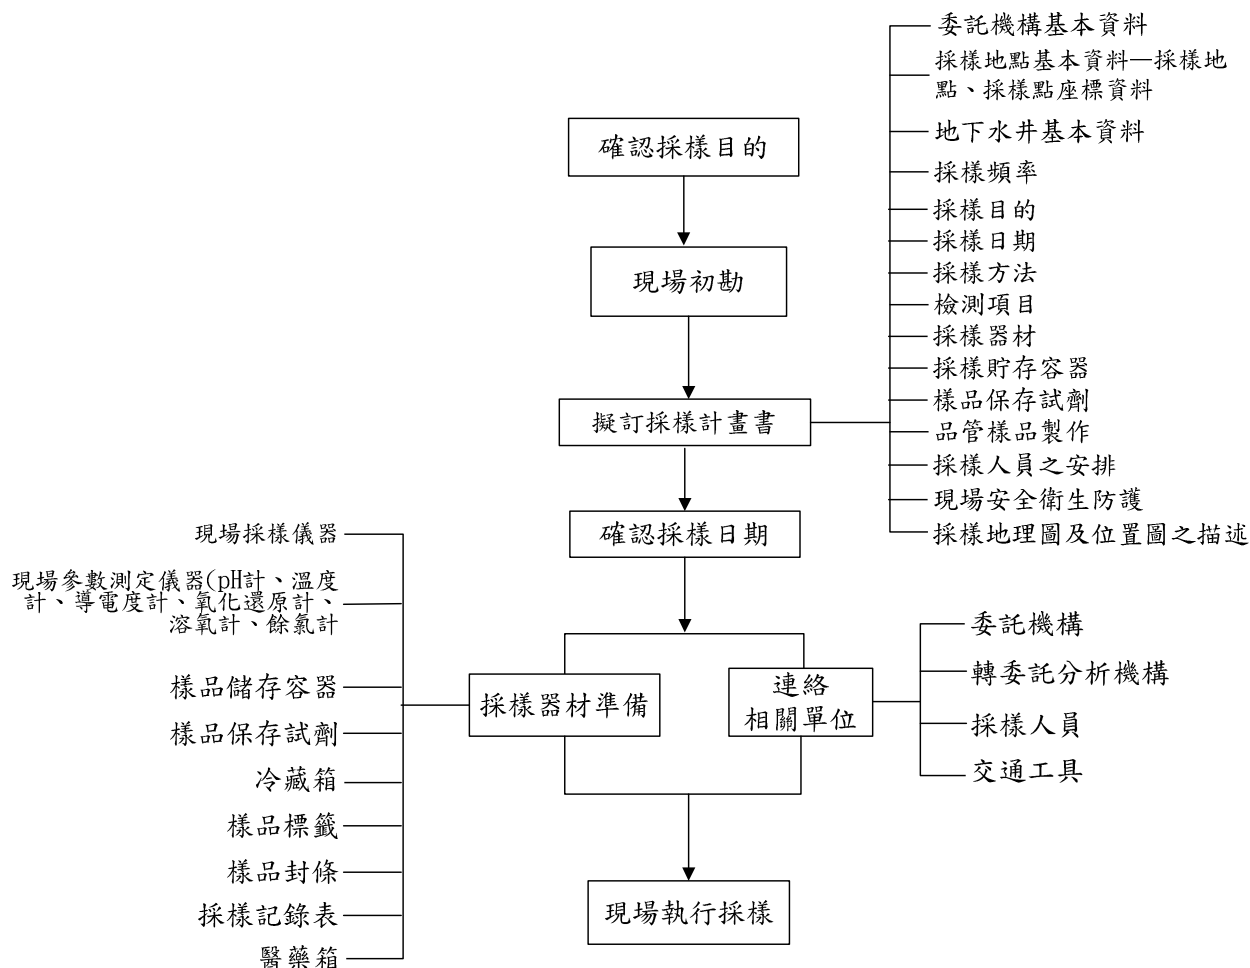 委託機構基本資料
採樣地點基本資料—採樣地
點、採樣點座標資料
地下水井基本資料
採樣頻率
採樣目的
採樣日期
採樣方法
檢測項目
採樣器材
採樣貯存容器
樣品保存試劑
品管樣品製作
採樣人員之安排
現場安全衛生防護
採樣地理圖及位置圖之描述
確認採樣目的
現場初勘
擬訂採樣計畫書
確認採樣日期
現場採樣儀器
現場參數測定儀器(pH計、溫度
計、導電度計、氧化還原計、
溶氧計、餘氯計
樣品儲存容器
樣品保存試劑
冷藏箱
樣品標籤
樣品封條
採樣記錄表
醫藥箱
採樣器材準備
連絡
相關單位
委託機構
轉委託分析機構
採樣人員
交通工具
現場執行採樣